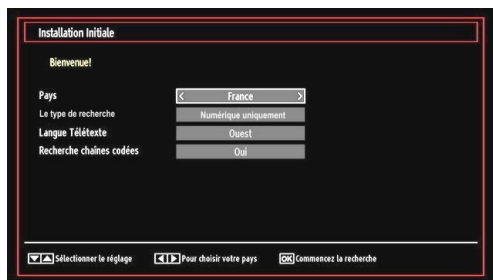 Installation Initiale
Bienvenue!
Pays < France >
Le type de recherche Numérique uniquement
Langue Télétexte Ouest
Recherche chaînes codées Oui
Sélectionner le réglage Pour choisir votre pays OK Commencez la recherche